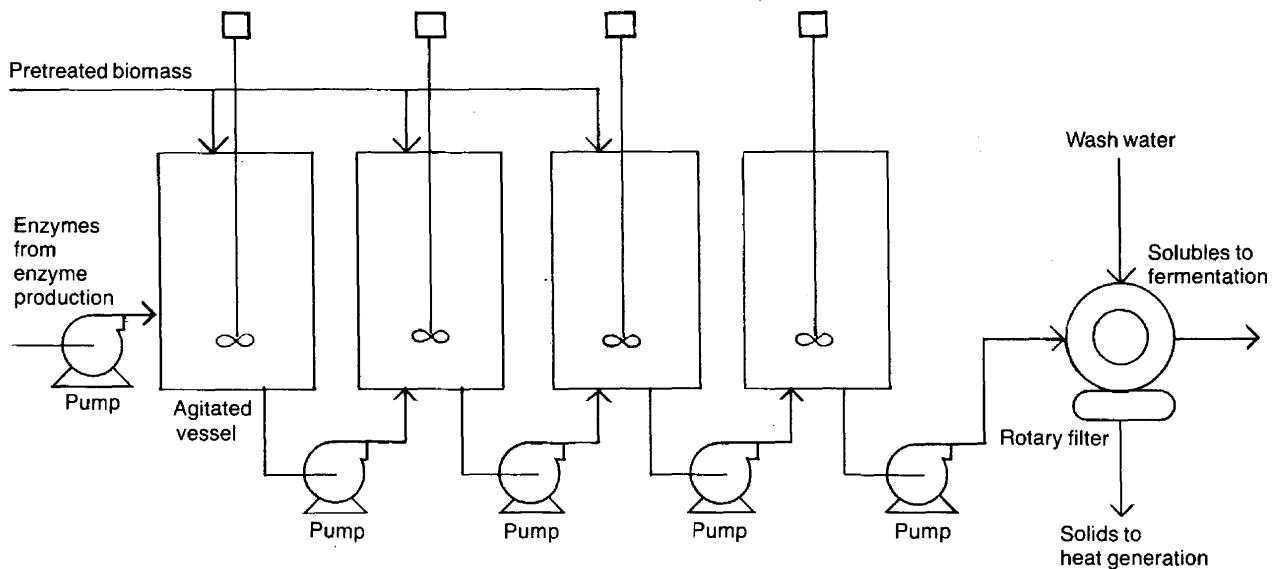 Pretreated biomass
Wash water
Enzymes
from
enzyme
production
Solubles to
fermentation
Pump
Agitated
vessel
Rotary filter
Pump
Pump
Pump
Pump
Solids to
heat generation